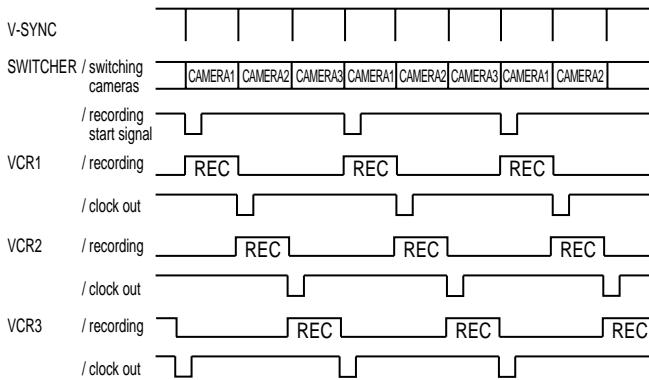 V-SYNC
SWITCHER / switching cameras
CAMERA1 CAMERA2 CAMERA3 CAMERA1 CAMERA2 CAMERA3 CAMERA1 CAMERA2
/ recording
start signal
VCR1 / recording REC REC REC
/ clock out
VCR2 / recording REC REC REC
/ clock out
VCR3 / recording REC REC REC
/ clock out